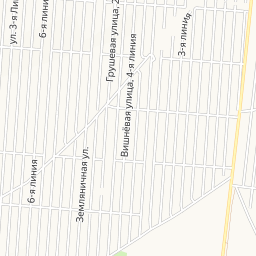 ул. 3-я Ли
6-я линия
Грушевая улица, 2
3-я линия
Вишнёвая улица, 4-я линия
6-я линия
Земляничная ул.